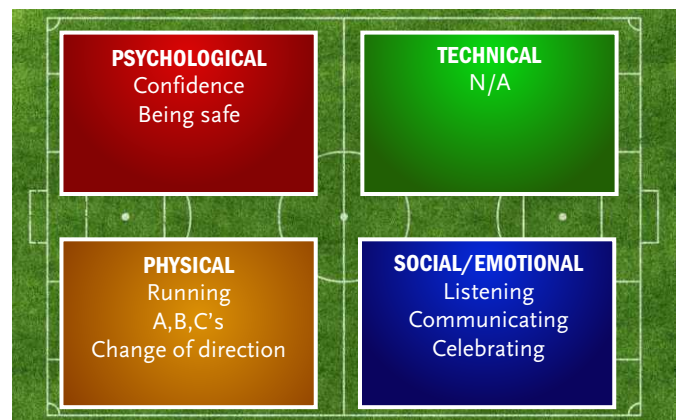 PSYCHOLOGICAL
Confidence
Being safe
TECHNICAL
N/A
PHYSICAL
Running
A,B,C’s
Change of direction
SOCIAL/EMOTIONAL
Listening
Communicating
Celebrating